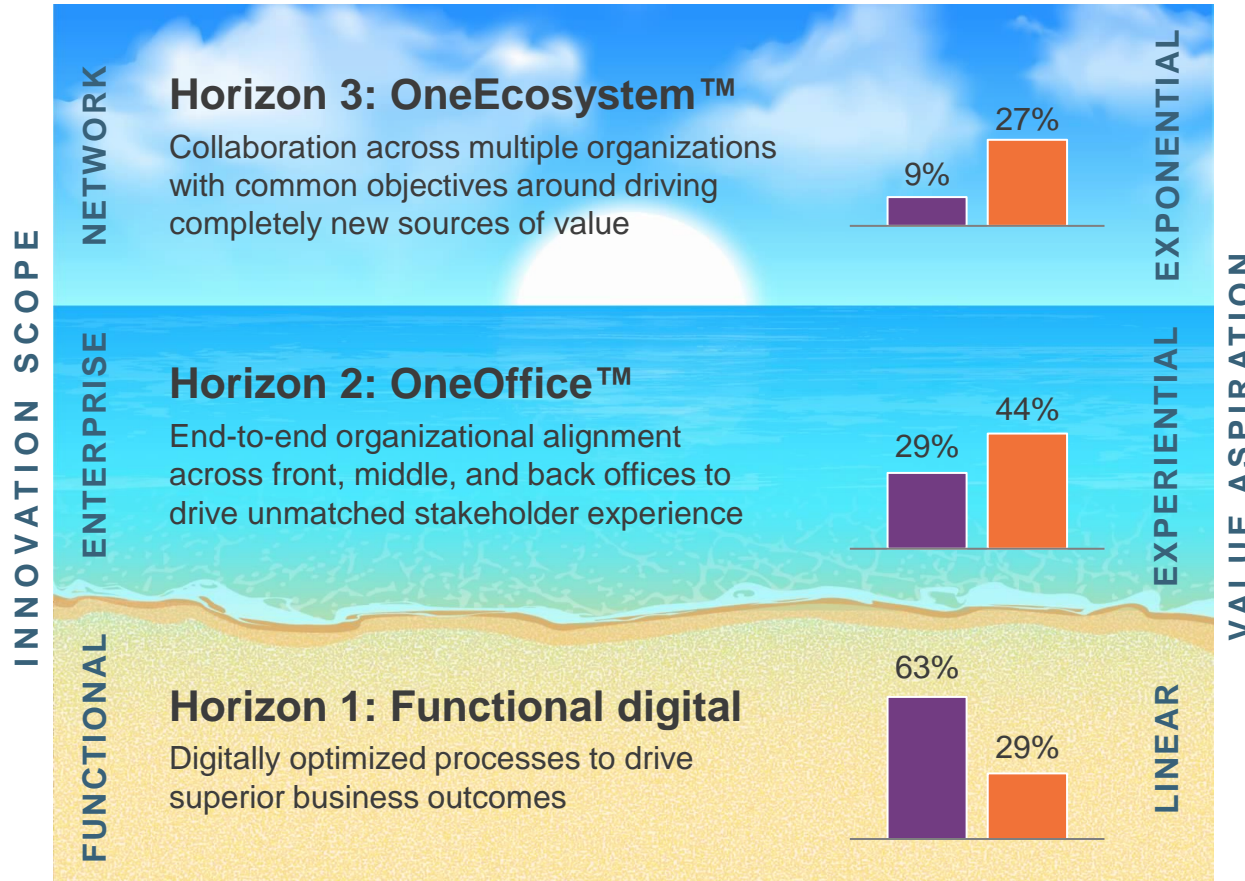 INNOVATION SCOPE
NETWORK
Horizon 3: OneEcosystem™
Collaboration across multiple organizations
with common objectives around driving
completely new sources of value
9%
27%
EXPONENTIAL
ENTERPRISE
Horizon 2: OneOffice™
End-to-end organizational alignment
across front, middle, and back offices to
drive unmatched stakeholder experience
29%
44%
EXPERIENTIAL
FUNCTIONAL
Horizon 1: Functional digital
Digitally optimized processes to drive
superior business outcomes
63%
29%
LINEAR
VALUE ASPIRATION